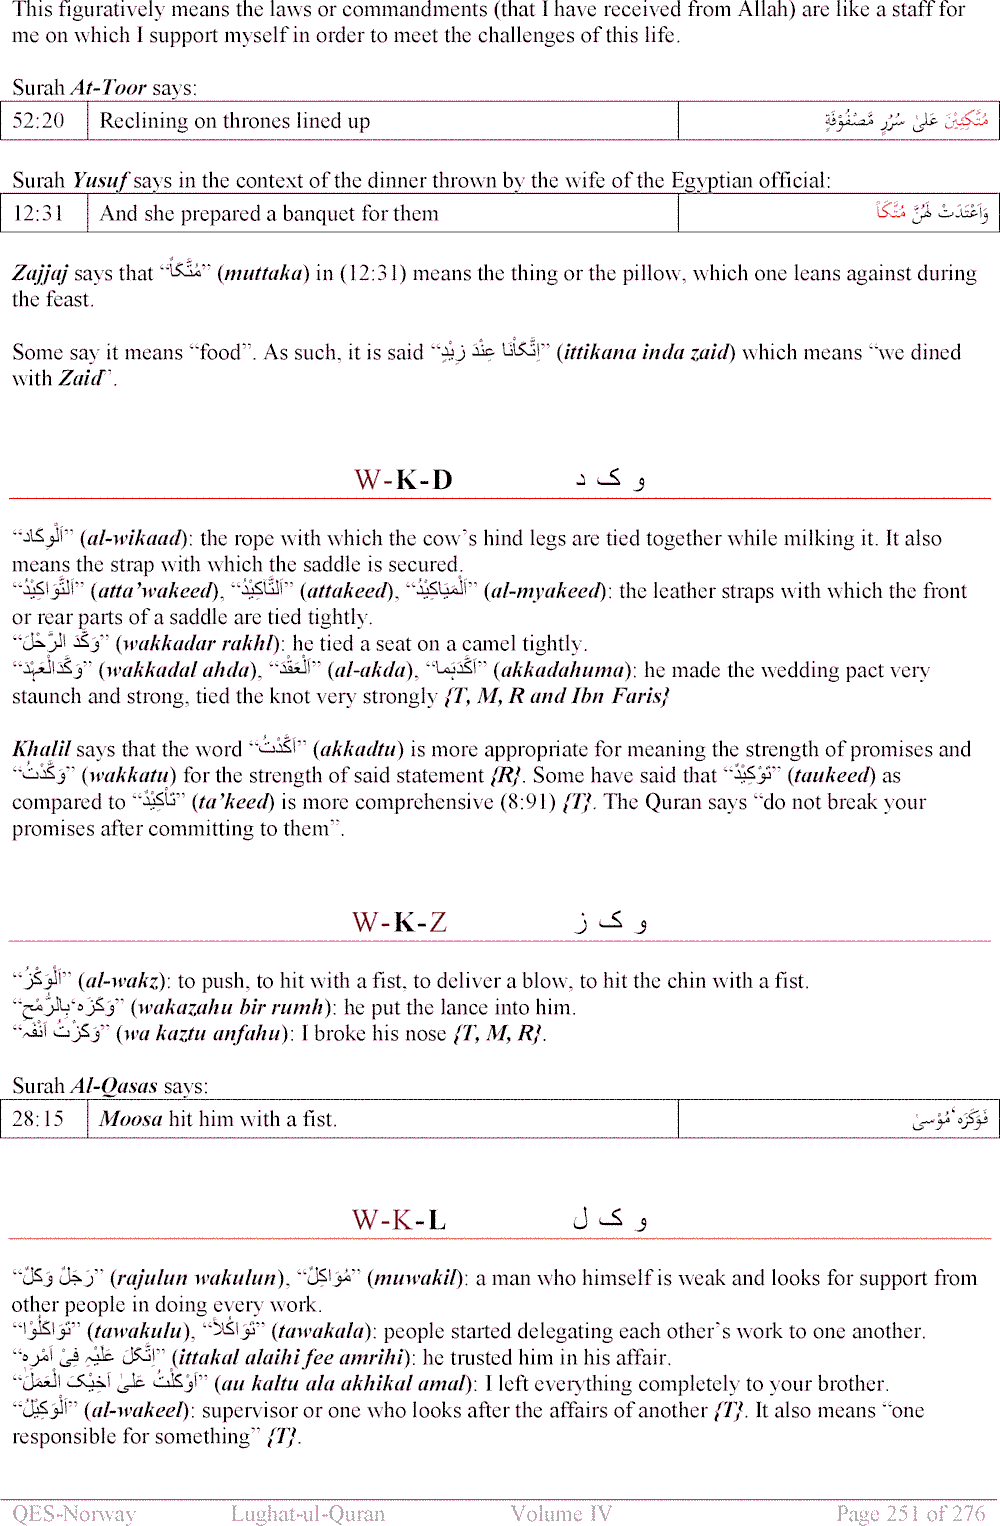 This figuratively means the laws or commandments (that I have received from Allah) are like a staff for
me on which I support myself in order to meet the challenges of this life.
Surah At-Toor says:
52:20 Reclining on thrones lined up مُتَّكِئِيْنَ عَلٰى سُرُرٍ مَّصْفُوْفَةٍ
Surah Yusuf says in the context of the dinner thrown by the wife of the Egyptian official:
12:31 And she prepared a banquet for them وَاَعْتَدَتْ لَهُنَّ مُتَّكَاً
Zajjaj says that “مُتَّكَاً” (muttaka) in (12:31) means the thing or the pillow, which one leans against during
the feast.
Some say it means “food”. As such, it is said “اِتَّكَاْنَا عِنْدَ زَيْدٍ” (ittikana inda zaid) which means “we dined
with Zaid”.
W-K-D و ک د
“اَلْوِكَاد” (al-wikaad): the rope with which the cow’s hind legs are tied together while milking it. It also
means the strap with which the saddle is secured.
“اَلتَّوَاكِيْدُ” (atta’wakeed), “اَلتَّاكِيْدُ” (attakeed), “اَلْمَيَاكِيْدُ” (al-myakeed): the leather straps with which the front
or rear parts of a saddle are tied tightly.
“وَكَّدَ الرَّحْلَ” (wakkadar rakhl): he tied a seat on a camel tightly.
“وَكَّدَالْعَہْدَ” (wakkadal ahda), “اَلْعَقْدَ” (al-akda), “اَكَّدَہُما” (akkadahuma): he made the wedding pact very
staunch and strong, tied the knot very strongly {T, M, R and Ibn Faris}
Khalil says that the word “اَكَّدْتُ” (akkadtu) is more appropriate for meaning the strength of promises and
“وَكَّدْتُ” (wakkatu) for the strength of said statement {R}. Some have said that “تَوْكِيْدٌ” (taukeed) as
compared to “تَأْكِيْدٌ” (ta’keed) is more comprehensive (8:91) {T}. The Quran says “do not break your
promises after committing to them”.
W-K-Z و ک ز
“اَلْوَكْزُ” (al-wakz): to push, to hit with a fist, to deliver a blow, to hit the chin with a fist.
“وَكَزَہ‘بِالرُّمْحِ” (wakazahu bir rumh): he put the lance into him.
“وَكَزْتُ اَنْفَہ” (wa kaztu anfahu): I broke his nose {T, M, R}.
Surah Al-Qasas says:
28:15 Moosa hit him with a fist. فَوَكَزَہ‘ مُوْسىٰ
W-K-L و ک ل
“رَجَلٌ وَكَلٌ” (rajulun wakulun), “مُوَاكِلٌ” (muwakil): a man who himself is weak and looks for support from
other people in doing every work.
“تَوَاكَلُوْا” (tawakulu), “تَوَاكُلاً” (tawakala): people started delegating each other’s work to one another.
“اِتَّكَلَ عَلَيْہِ فِىْ اَمْرِه” (ittakal alaihi fee amrihi): he trusted him in his affair.
“اَوْكَلْتُ عَلىٰ اَخِيْکَ الْعَمَلَ” (au kaltu ala akhikal amal): I left everything completely to your brother.
“اَلْوَكِيْلُ” (al-wakeel): supervisor or one who looks after the affairs of another {T}. It also means “one
responsible for something” {T}.
QES-Norway Lughat-ul-Quran Volume IV Page 251 of 276